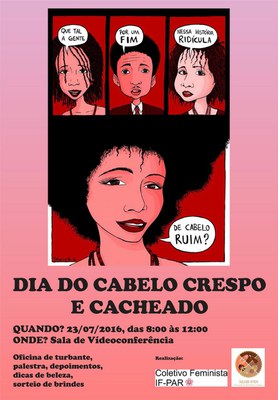 QUE TAL
A GENTE
POR UM
FIM
NESSA HISTÓRIA
RIDÍCULA
DE CABELO
RUIM?
DIA DO CABELO CRESPO
E CACHEADO
QUANDO? 23/07/2016, das 8:00 às 12:00
ONDE? Sala de Vídeoconferência
Oficina de turbante,
palestra, depoimentos,
dicas de beleza,
sorteio de brindes
Realização:
Coletivo Feminista
IF-PAR